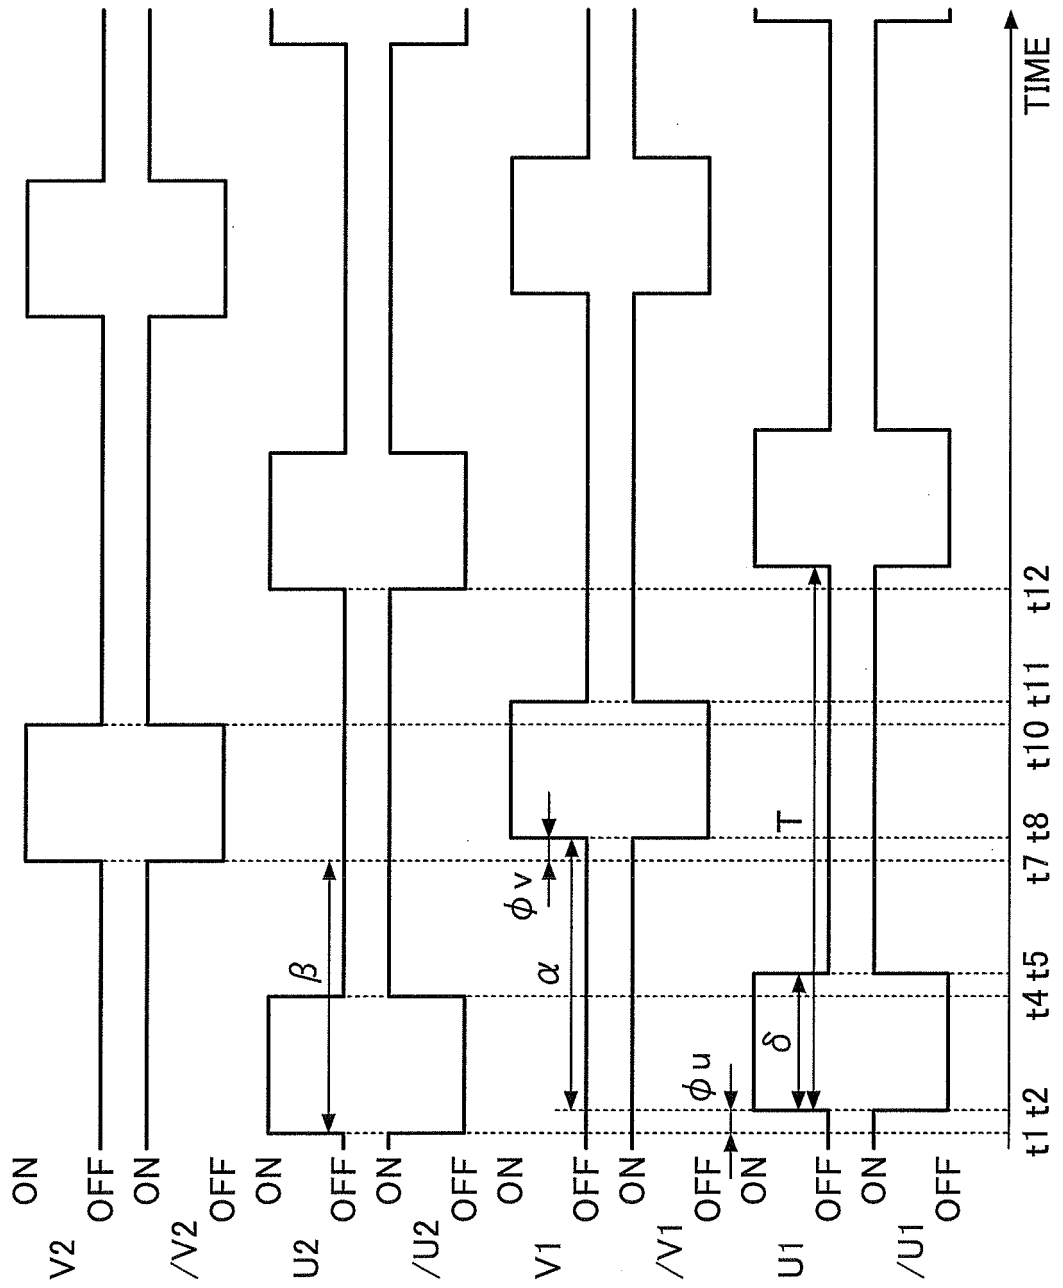 V2 ON
OFF
/V2 ON
OFF
U2 ON
OFF
/U2 ON
OFF
V1 ON
OFF
/V1 ON
OFF
U1 ON
OFF
/U1 ON
OFF
β
ϕv
α
ϕu
δ
T
t1 t2 t4 t5 t7 t8 t10 t11 t12 TIME